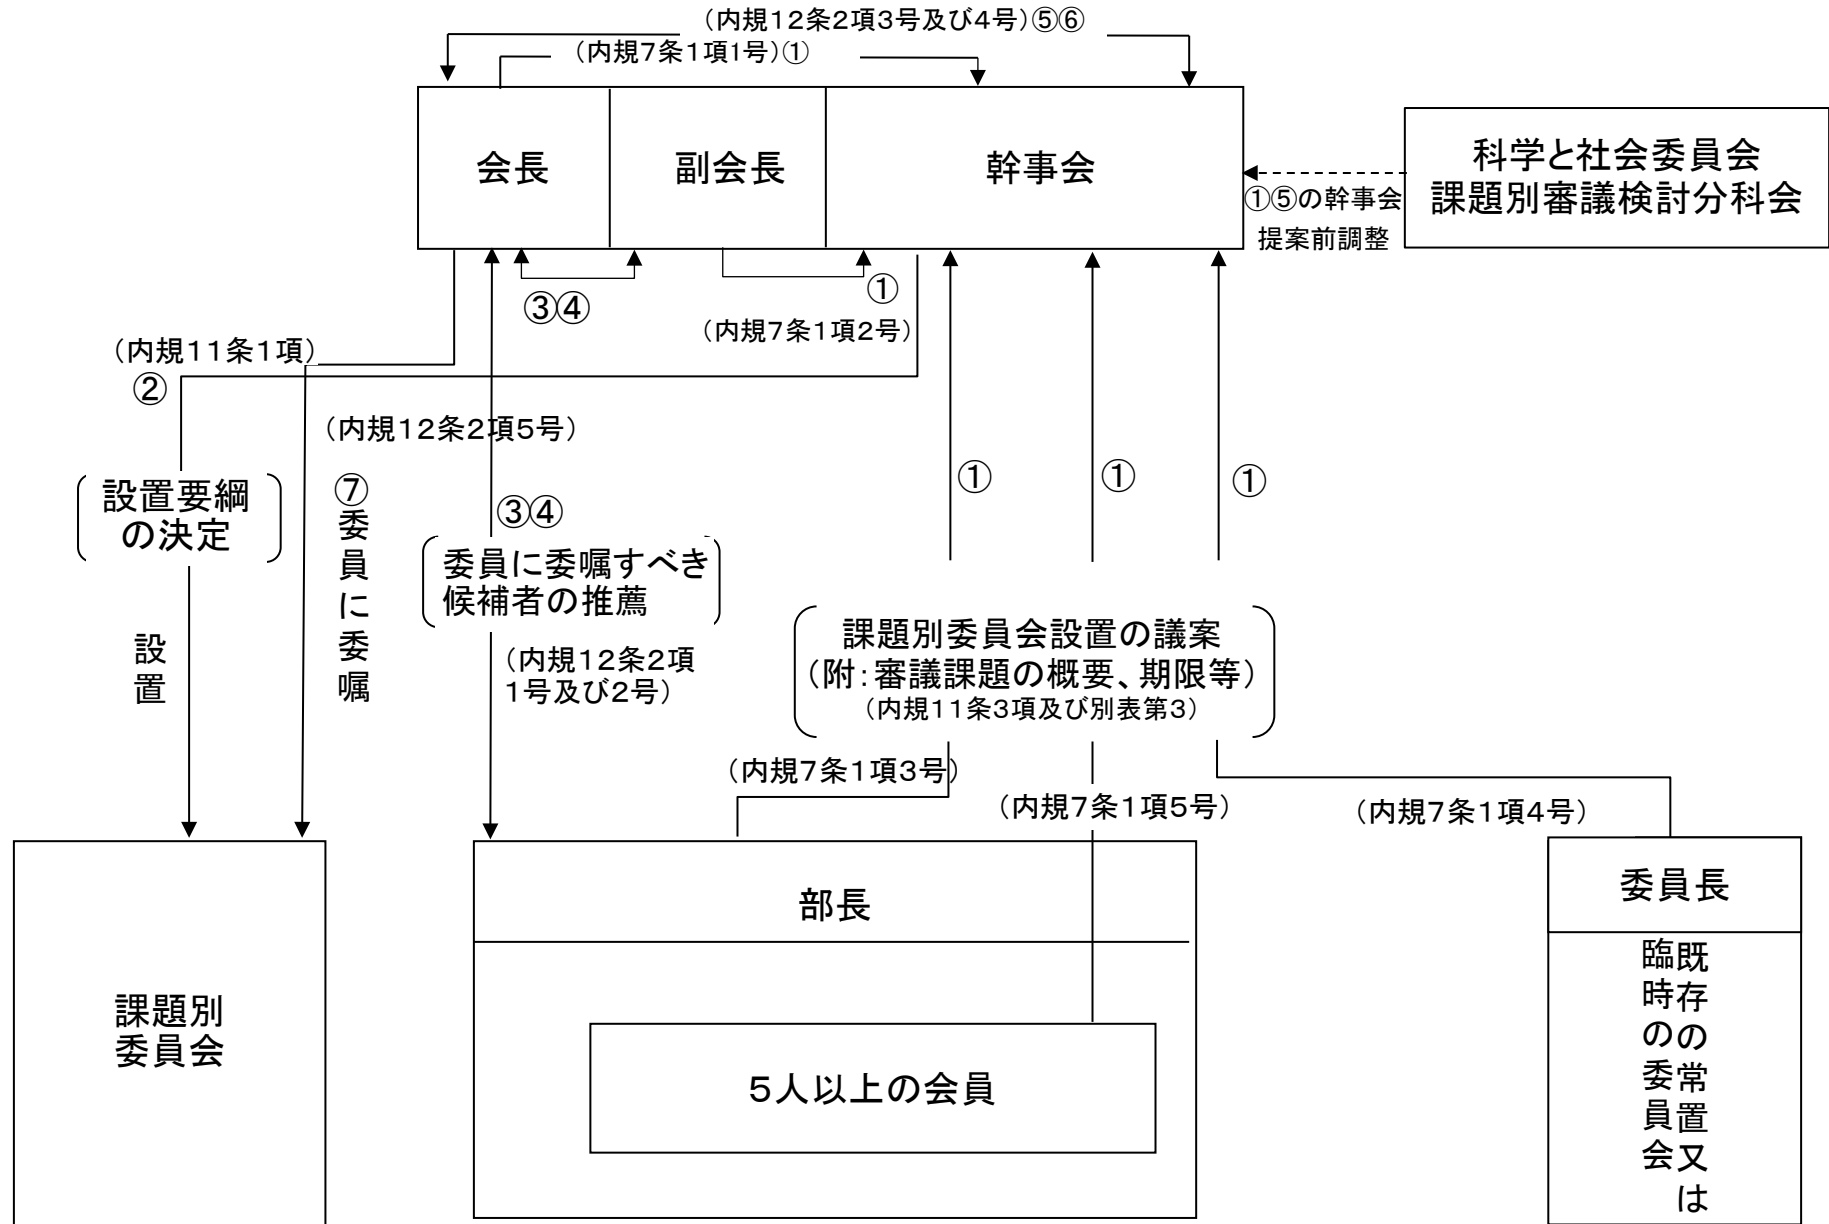 （内規12条2項3号及び4号）⑤⑥
（内規7条1項1号）①
会長
副会長
幹事会
科学と社会委員会
課題別審議検討分科会
①⑤の幹事会
提案前調整
③④
①
（内規7条1項2号）
（内規11条1項）
②
（内規12条2項5号）
設置要綱
の決定
設置
⑦委員に委嘱
③④
委員に委嘱すべき
候補者の推薦
（内規12条2項
1号及び2号）
①
①
①
課題別委員会設置の議案
（附：審議課題の概要、期限等）
（内規11条3項及び別表第3）
（内規7条1項3号）
（内規7条1項5号）
（内規7条1項4号）
課題別
委員会
部長
5人以上の会員
委員長
既存の常置又は
臨時の委員会